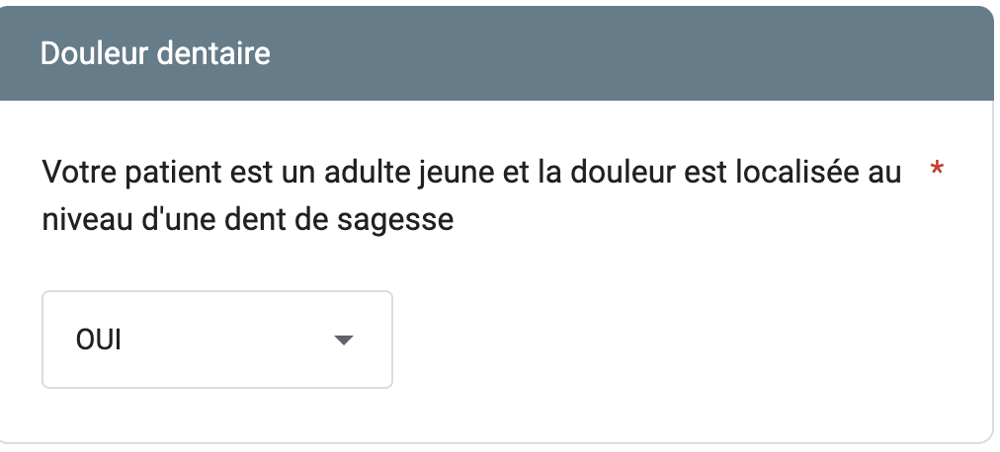 Douleur dentaire
Votre patient est un adulte jeune et la douleur est localisée au *
niveau d'une dent de sagesse
OUI